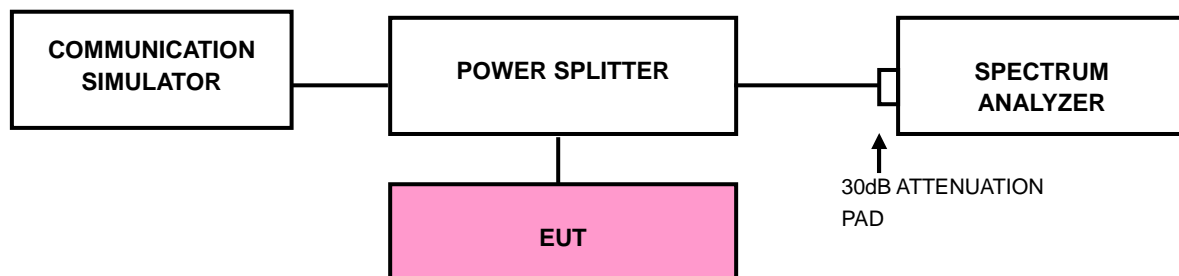 COMMUNICATION
SIMULATOR
POWER SPLITTER
SPECTRUM
ANALYZER
30dB ATTENUATION
PAD
EUT